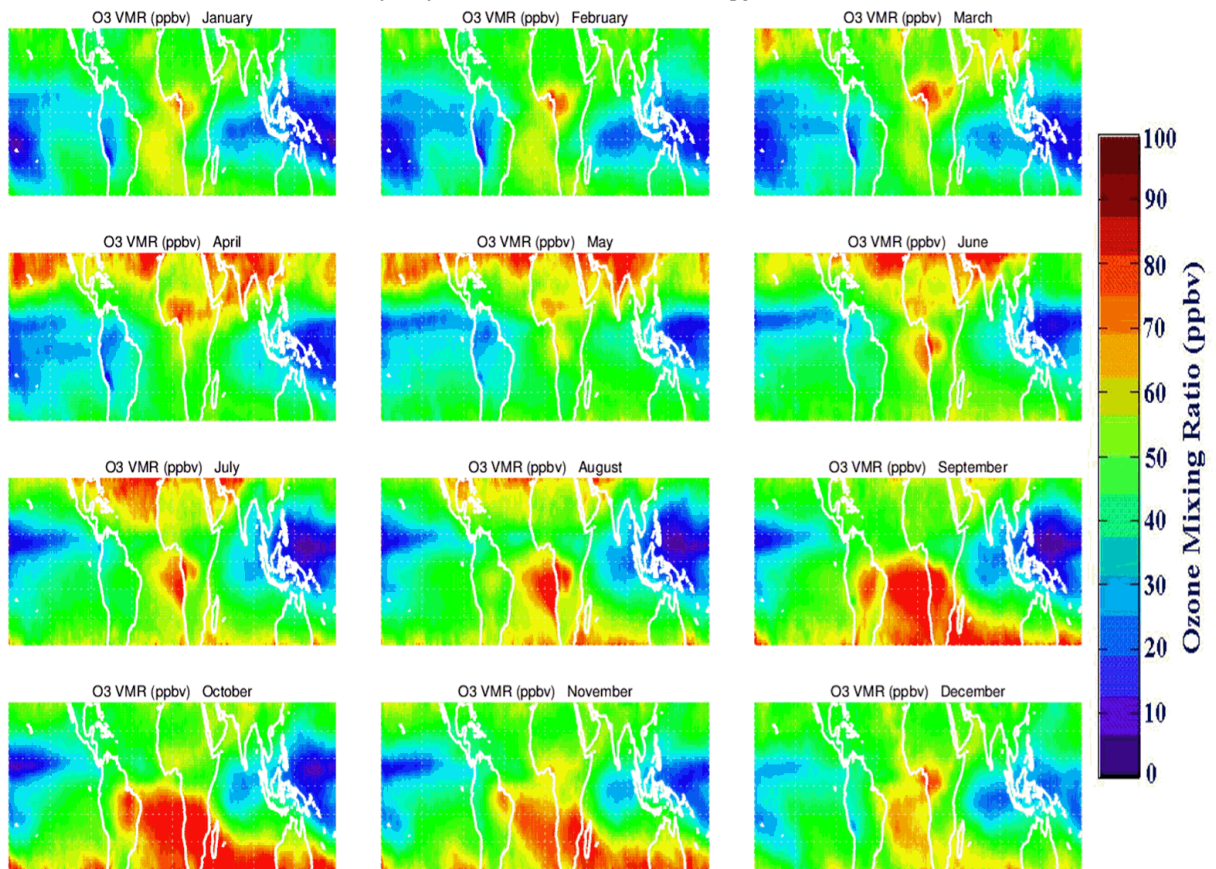 O3 VMR (ppbv) January
O3 VMR (ppbv) February
O3 VMR (ppbv) March
O3 VMR (ppbv) April
O3 VMR (ppbv) May
O3 VMR (ppbv) June
O3 VMR (ppbv) July
O3 VMR (ppbv) August
O3 VMR (ppbv) September
O3 VMR (ppbv) October
O3 VMR (ppbv) November
O3 VMR (ppbv) December
100
90
80
70
60
50
40
30
20
10
0
Ozone Mixing Ratio (ppbv)